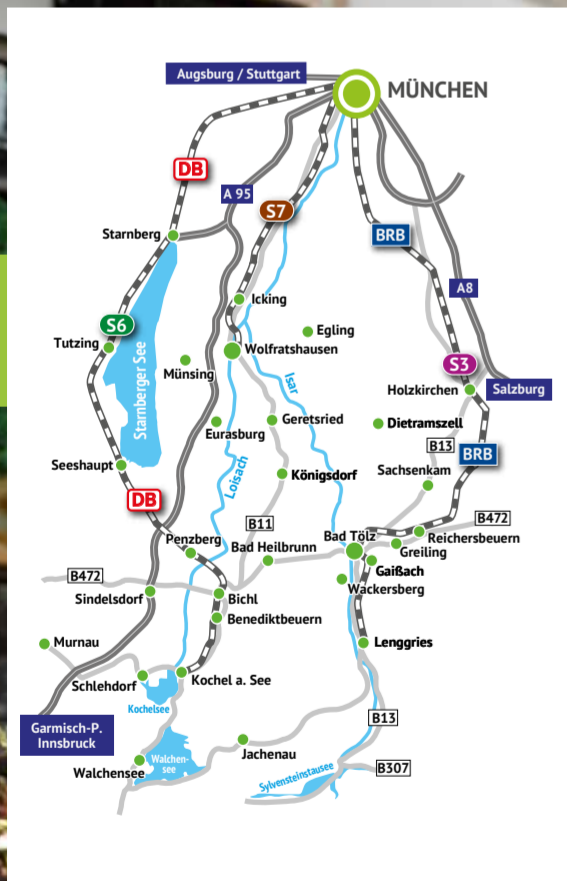 Augsburg / Stuttgart
MÜNCHEN
DB
A 95
S7
BRB
Starnberg
A8
Icking
S6
Egling
Tutzing
Wolfratshausen
Starnberger See
Münsing
Isar
S3
Holzkirchen
Salzburg
Geretsried
Dietramszell
Eurasburg
B13
BRB
Seeshaupt
Loisach
Königsdorf
Sachsenkam
DB
B11
B472
Penzberg
Bad Tölz
Reichersbeuern
Bad Heilbrunn
Greiling
Gaißach
B472
Wackersberg
Sindelsdorf
Bichl
Benediktbeuern
Murnau
Lenggries
Schlehdorf
Kochel a. See
Kochelsee
B13
Garmisch-P.
Innsbruck
Jachenau
Walchen-
see
Walchensee
B307
Sylvensteinstausee